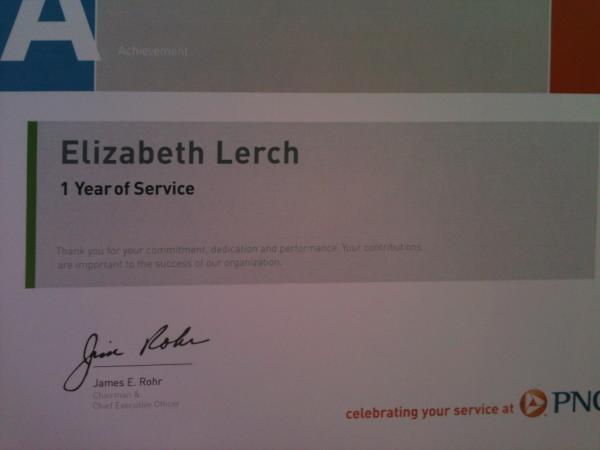 A
Achievement
Elizabeth Lerch
1 Year of Service
Thank you for your commitment, dedication and performance. Your contributions
are important to the success of our organization.
Jim Rohr
James E. Rohr
Chairman &
Chief Executive Officer
celebrating your service at PNC